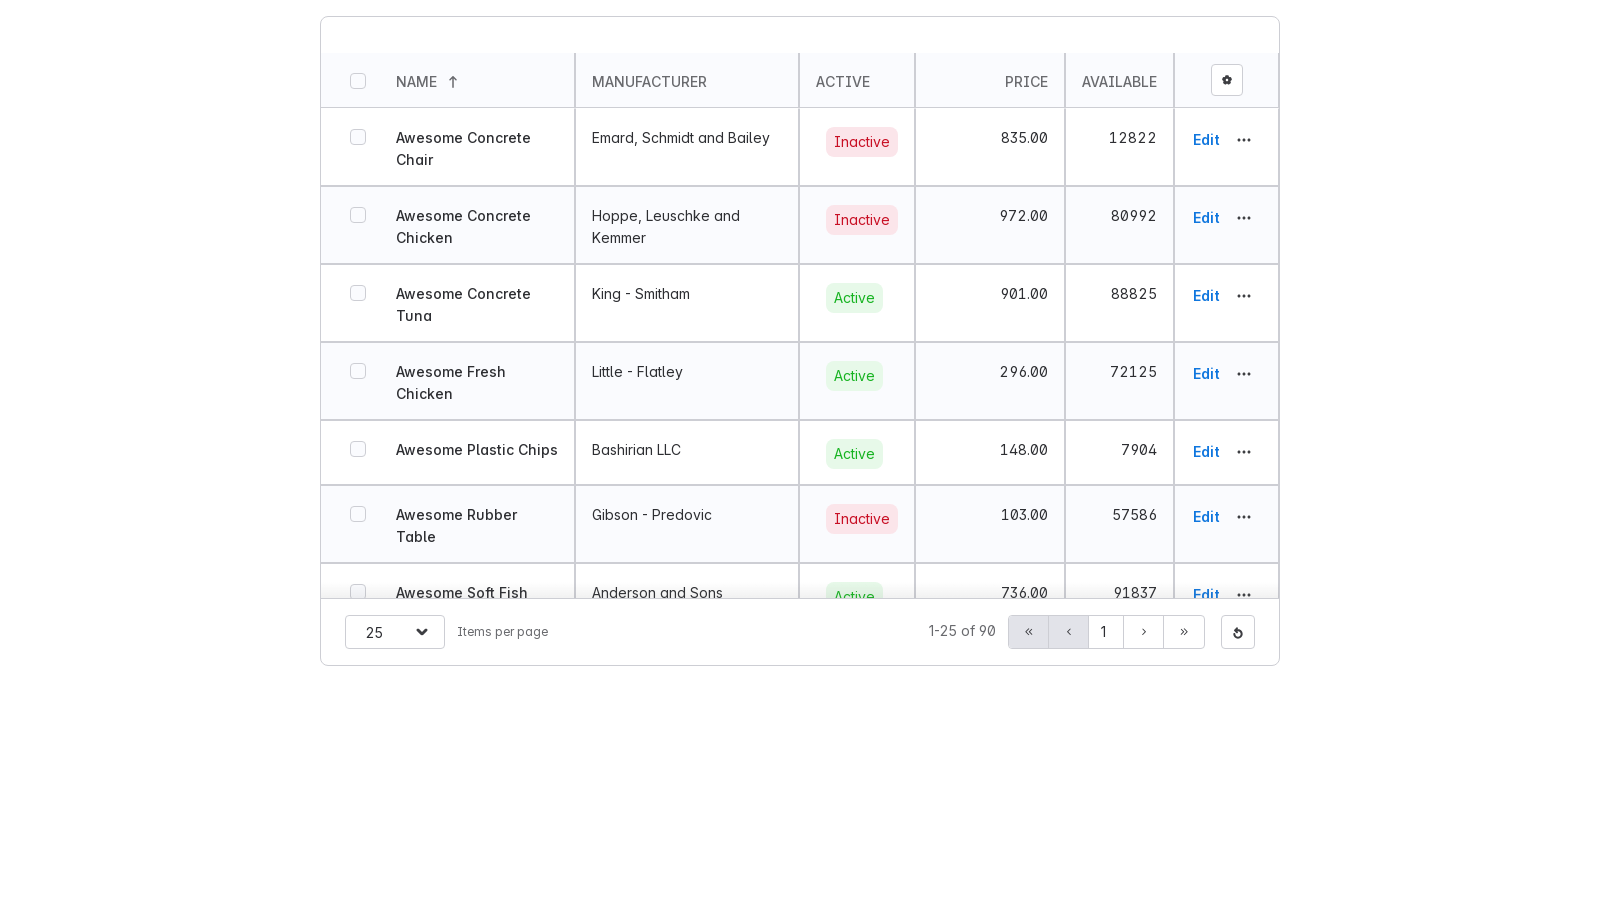 NAME ↑ MANUFACTURER ACTIVE PRICE AVAILABLE
Awesome Concrete Chair Emard, Schmidt and Bailey Inactive 835.00 12822 Edit ···
Awesome Concrete Chicken Hoppe, Leuschke and Kemmer Inactive 972.00 80992 Edit ···
Awesome Concrete Tuna King - Smitham Active 901.00 88825 Edit ···
Awesome Fresh Chicken Little - Flatley Active 296.00 72125 Edit ···
Awesome Plastic Chips Bashirian LLC Active 148.00 7904 Edit ···
Awesome Rubber Table Gibson - Predovic Inactive 103.00 57586 Edit ···
Awesome Soft Fish Anderson and Sons Active 736.00 91837 Edit ···
25 Items per page 1-25 of 90 « ‹ 1 › »